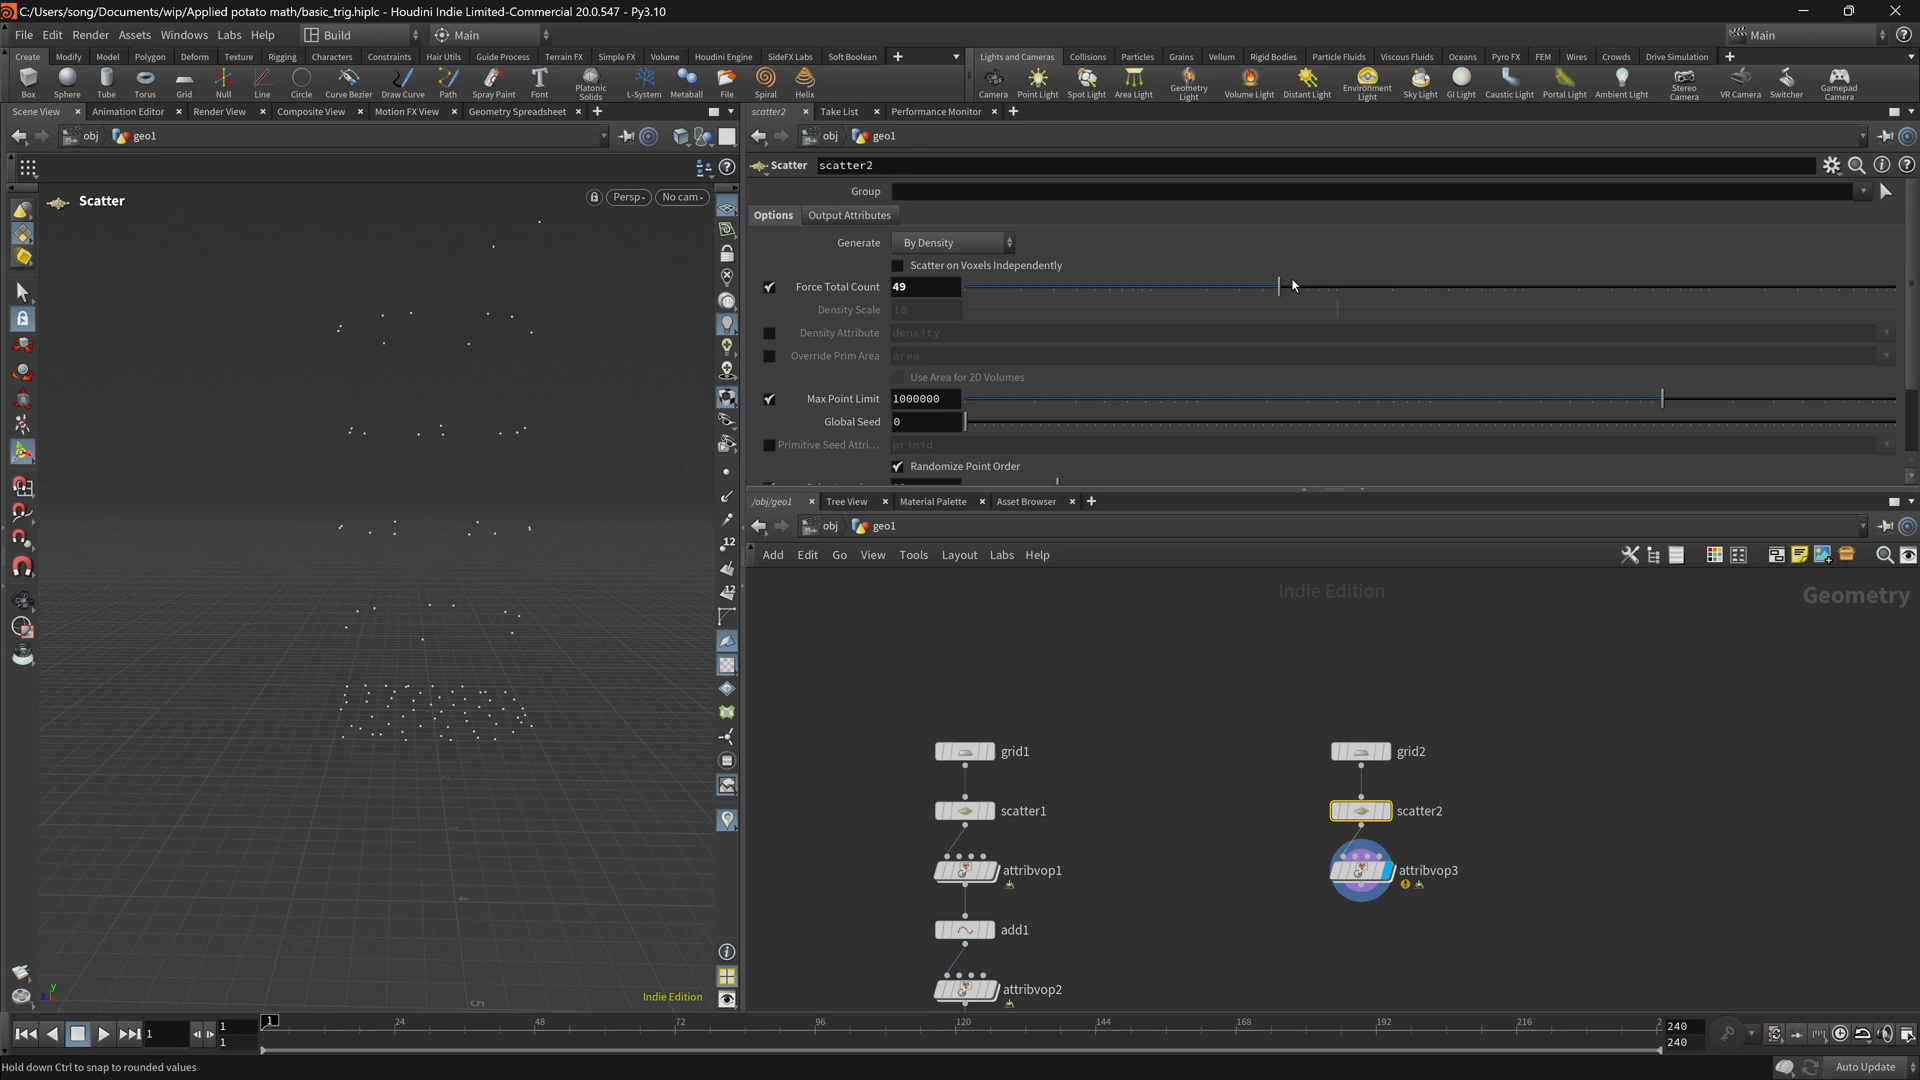 C:/Users/song/Documents/wip/Applied potato math/basic_trig.hiplc - Houdini Indie Limited-Commercial 20.0.547 - Py3.10
File Edit Render Assets Windows Labs Help Build Main Main
Create Modify Model Polygon Deform Texture Rigging Characters Constraints Hair Utils Guide Process Terrain FX Simple FX Volume Houdini Engine SideFX Labs Soft Boolean
Lights and Cameras Collisions Particles Grains Vellum Rigid Bodies Particle Fluids Viscous Fluids Oceans Pyro FX FEM Wires Crowds Drive Simulation
Box Sphere Tube Torus Grid Null Line Circle Curve Bezier Draw Curve Path Spray Paint Font Platonic Solids L-System Metaball File Spiral Helix
Camera Point Light Spot Light Area Light Geometry Light Volume Light Distant Light Environment Light Sky Light GI Light Caustic Light Portal Light Ambient Light Stereo Camera VR Camera Switcher Gamepad Camera
Scene View Animation Editor Render View Composite View Motion FX View Geometry Spreadsheet
scatter2 Take List Performance Monitor
obj geo1
obj geo1
Scatter scatter2
Group
Scatter
Persp No cam
Options Output Attributes
Generate By Density
Scatter on Voxels Independently
Force Total Count 49
Density Scale 10
Density Attribute density
Override Prim Area area
Use Area for 2D Volumes
Max Point Limit 1000000
Global Seed 0
Primitive Seed Attri... primid
Randomize Point Order
/obj/geo1 Tree View Material Palette Asset Browser
obj geo1
Add Edit Go View Tools Layout Labs Help
Indie Edition
Geometry
grid1
scatter1
attribvop1
add1
attribvop2
grid2
scatter2
attribvop3
12
12
y
z
Indie Edition
1 1 1 1 24 48 72 96 120 144 168 192 216 2 240
240
Hold down Ctrl to snap to rounded values
Auto Update